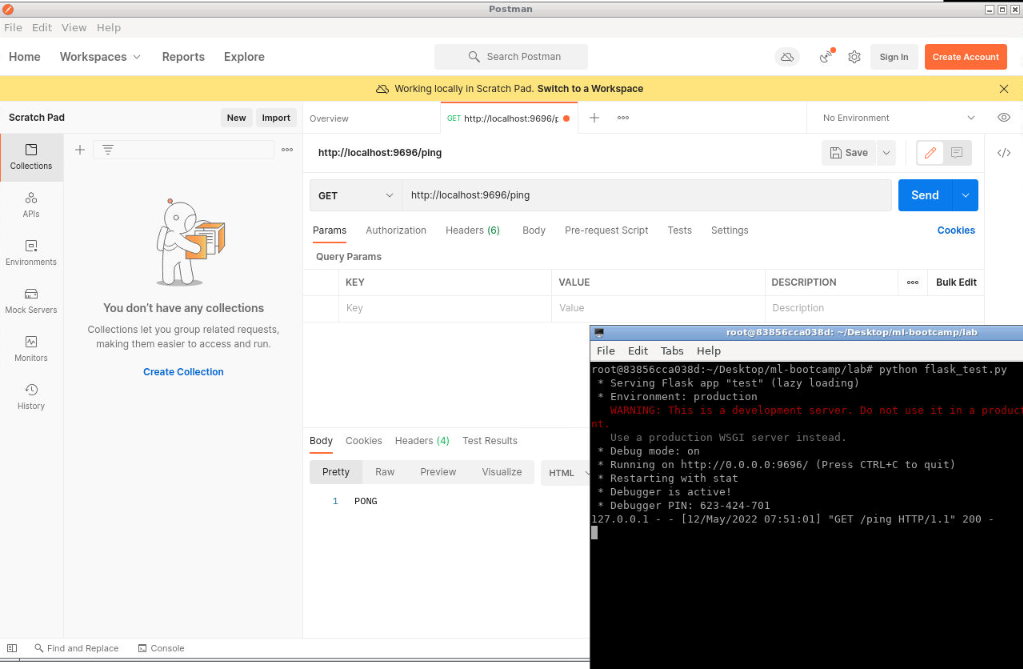 Postman
File Edit View Help
Home Workspaces Reports Explore Search Postman Sign In Create Account
Working locally in Scratch Pad. Switch to a Workspace
Scratch Pad New Import
Overview GET http://localhost:9696/p No Environment
Collections
APIs
Environments
Mock Servers
Monitors
History
You don't have any collections
Collections let you group related requests,
making them easier to access and run.
Create Collection
http://localhost:9696/ping Save
GET http://localhost:9696/ping Send
Params Authorization Headers (6) Body Pre-request Script Tests Settings Cookies
Query Params
KEY VALUE DESCRIPTION Bulk Edit
Key Value Description
Body Cookies Headers (4) Test Results
Pretty Raw Preview Visualize HTML
1 PONG
root@83856cca038d: ~/Desktop/ml-bootcamp/lab
File Edit Tabs Help
root@83856cca038d:~/Desktop/ml-bootcamp/lab# python flask_test.py
* Serving Flask app "test" (lazy loading)
* Environment: production
WARNING: This is a development server. Do not use it in a product
nt.
Use a production WSGI server instead.
* Debug mode: on
* Running on http://0.0.0.0:9696/ (Press CTRL+C to quit)
* Restarting with stat
* Debugger is active!
* Debugger PIN: 623-424-701
127.0.0.1 - - [12/May/2022 07:51:01] "GET /ping HTTP/1.1" 200 -
Find and Replace Console